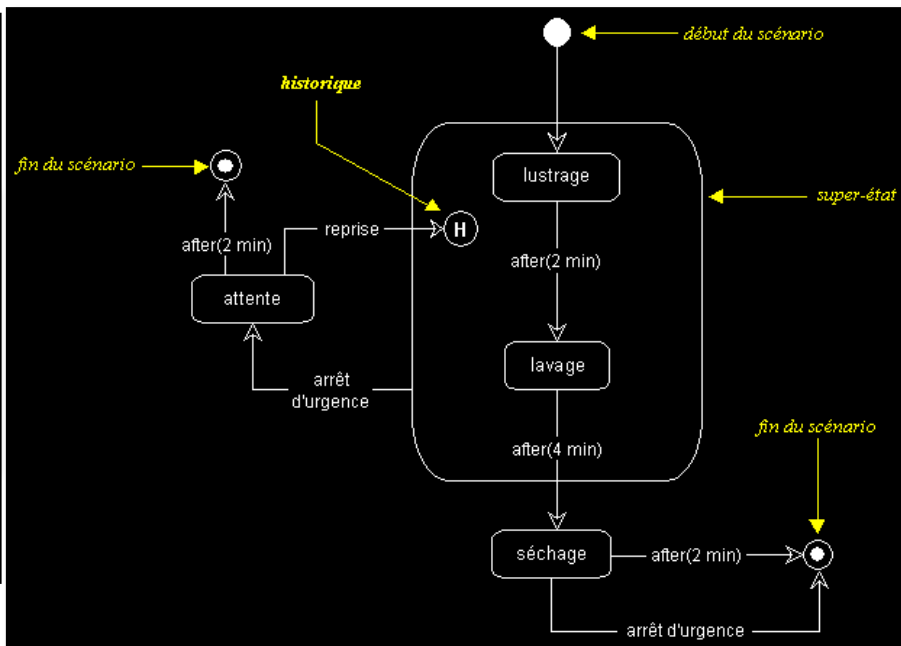 début du scénario
historique
fin du scénario
lustrage
super-état
reprise
H
after(2 min)
after(2 min)
attente
lavage
arrêt
d'urgence
fin du scénario
after(4 min)
séchage
after(2 min)
arrêt d'urgence